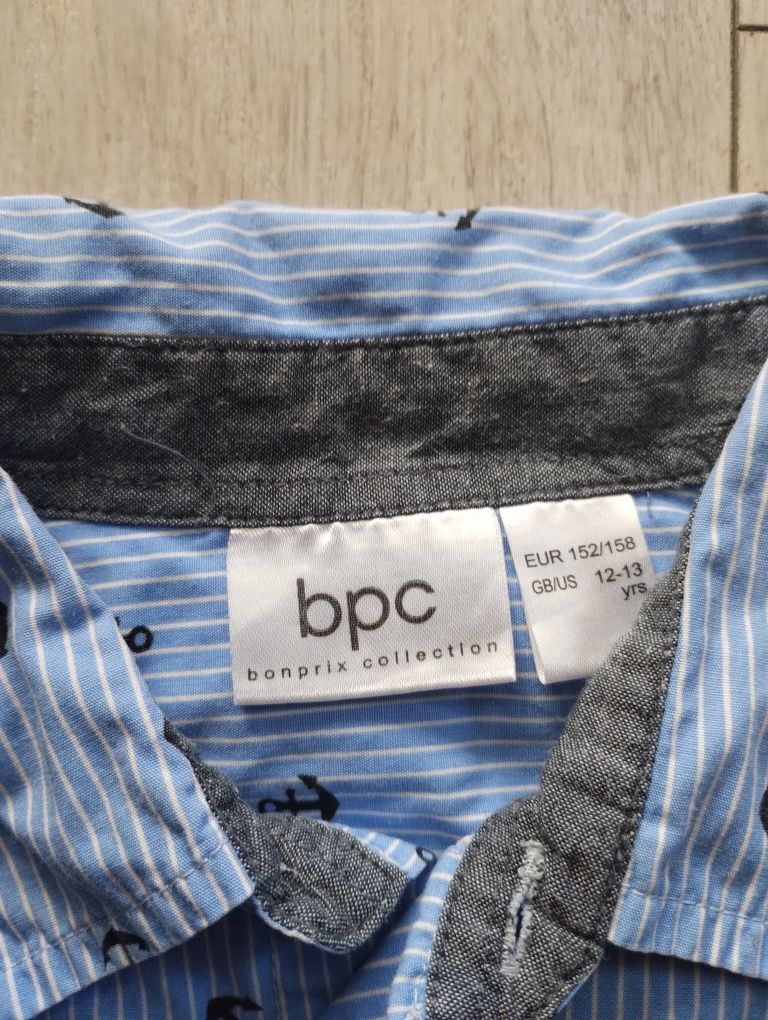 bpc
bonprix collection
EUR 152/158
GB/US 12-13
yrs